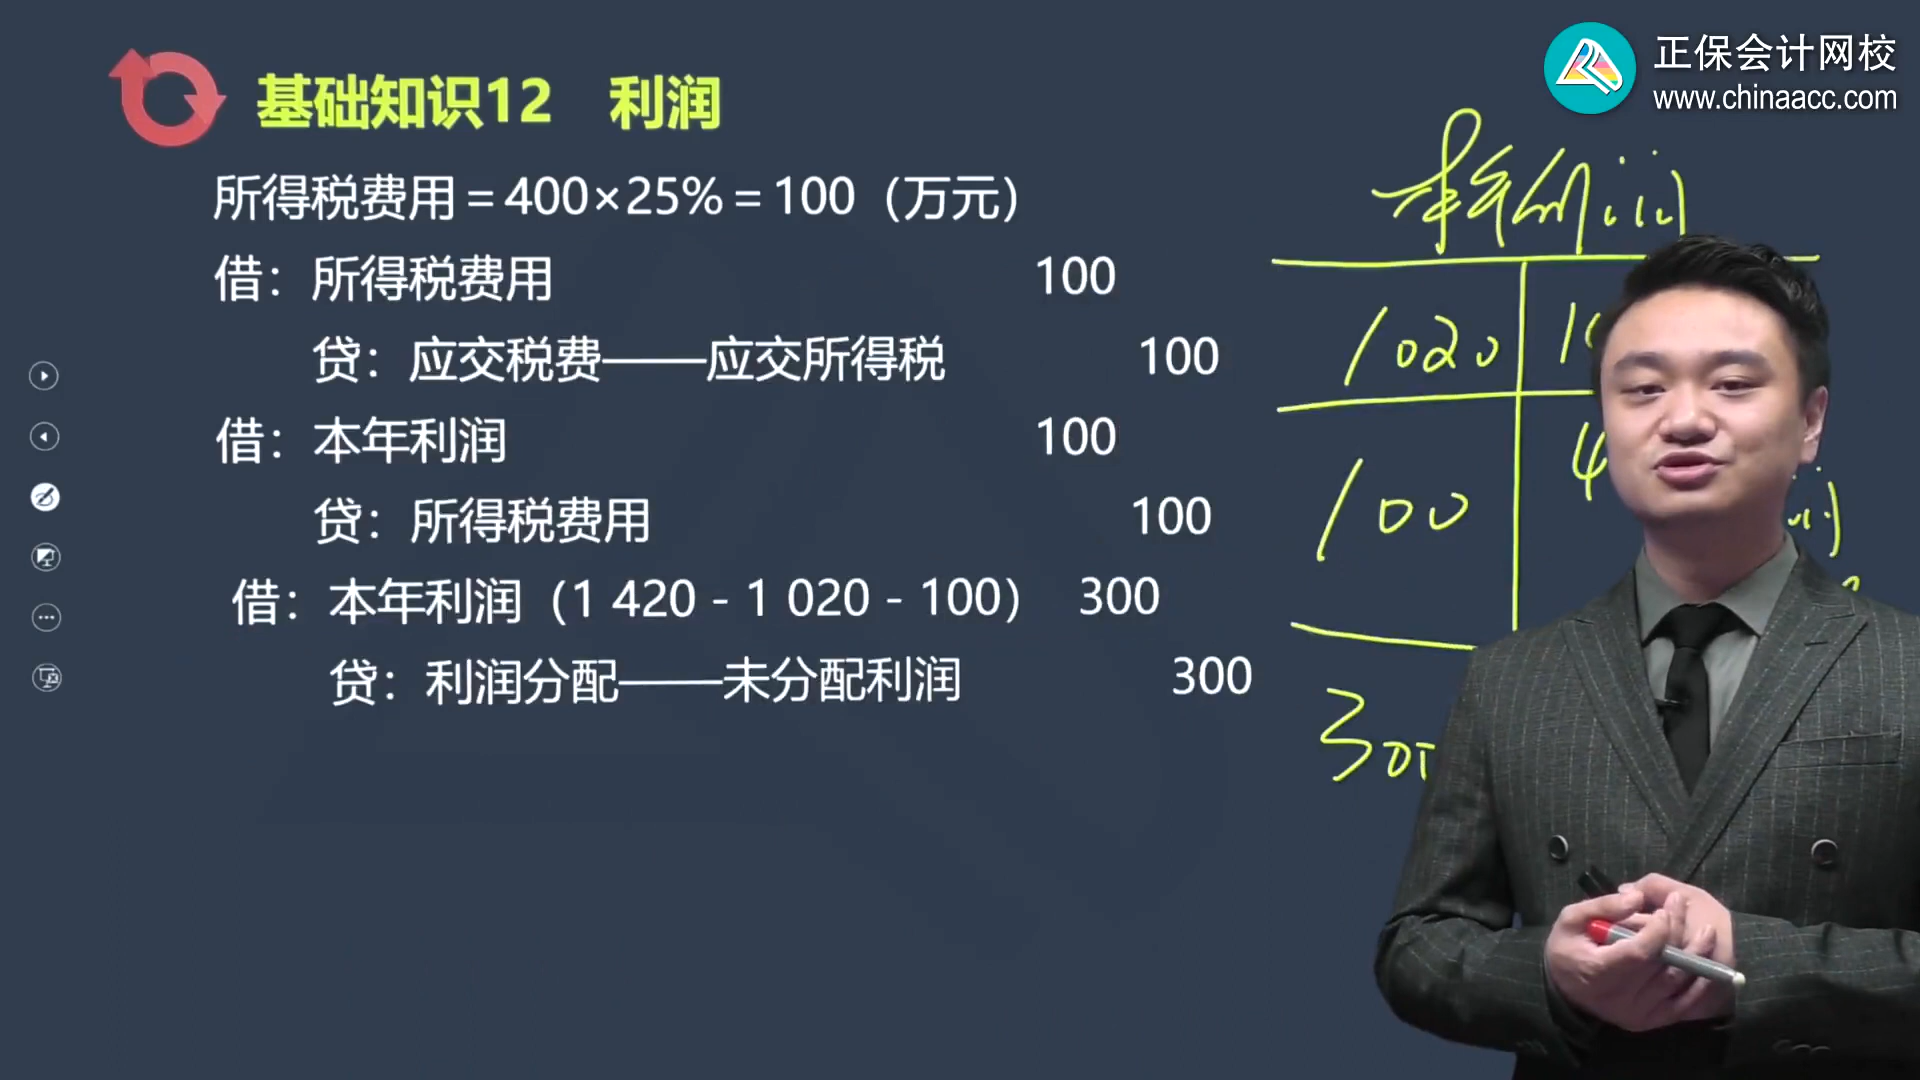 正保会计网校
www.chinaacc.com
基础知识12 利润
所得税费用＝400×25%＝100（万元）
借：所得税费用 100
贷：应交税费——应交所得税 100
借：本年利润 100
贷：所得税费用 100
借：本年利润（1 420－1 020－100） 300
贷：利润分配——未分配利润 300
本年利润
1020
100